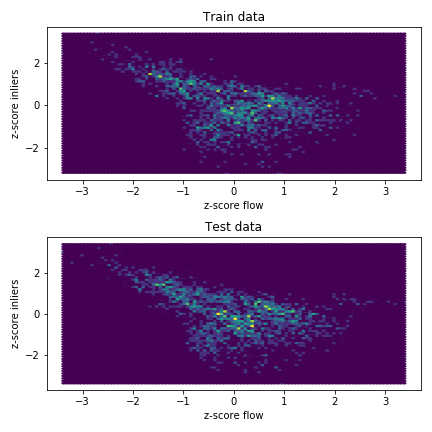 Train data
2
0
−2
z-score inliers
−3 −2 −1 0 1 2 3
z-score flow
Test data
2
0
−2
z-score inliers
−3 −2 −1 0 1 2 3
z-score flow